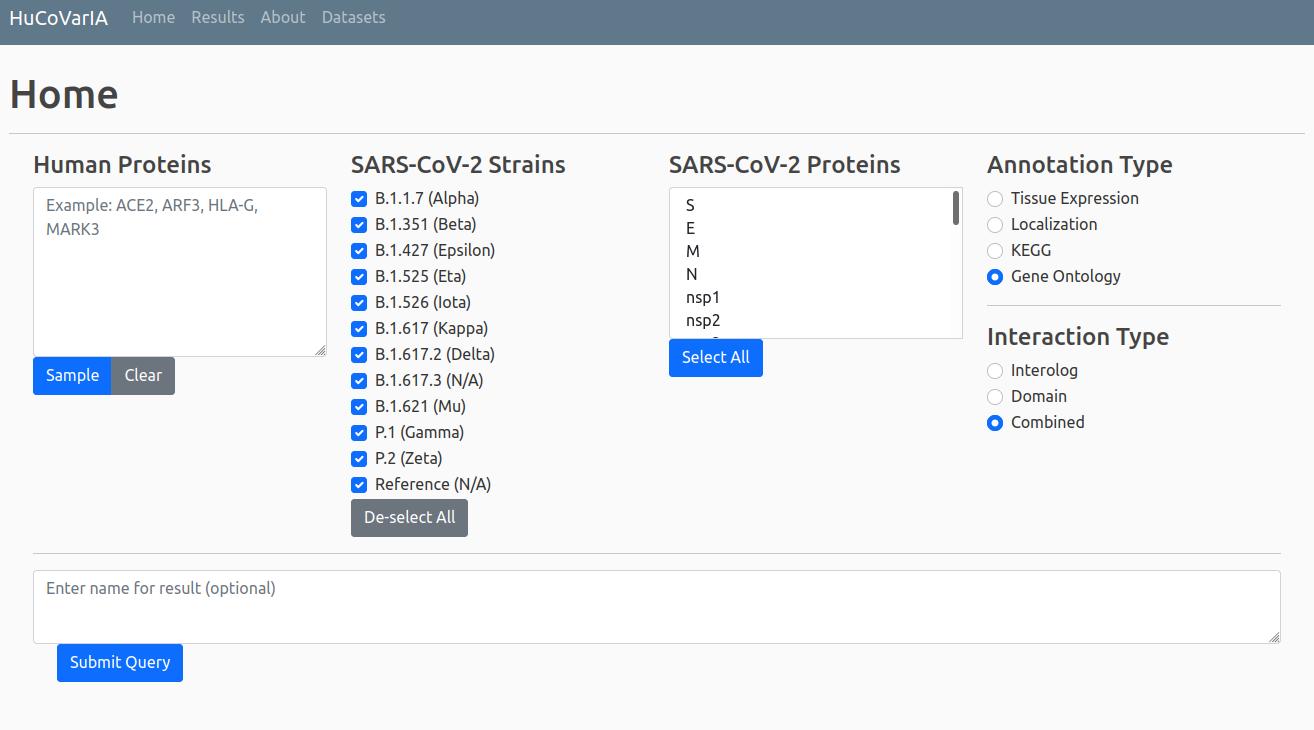 HuCoVarIA Home Results About Datasets
Home
Human Proteins
Example: ACE2, ARF3, HLA-G,
MARK3
Sample Clear
SARS-CoV-2 Strains
B.1.1.7 (Alpha)
B.1.351 (Beta)
B.1.427 (Epsilon)
B.1.525 (Eta)
B.1.526 (Iota)
B.1.617 (Kappa)
B.1.617.2 (Delta)
B.1.617.3 (N/A)
B.1.621 (Mu)
P.1 (Gamma)
P.2 (Zeta)
Reference (N/A)
De-select All
SARS-CoV-2 Proteins
S
E
M
N
nsp1
nsp2
Select All
Annotation Type
Tissue Expression
Localization
KEGG
Gene Ontology
Interaction Type
Interolog
Domain
Combined
Enter name for result (optional)
Submit Query